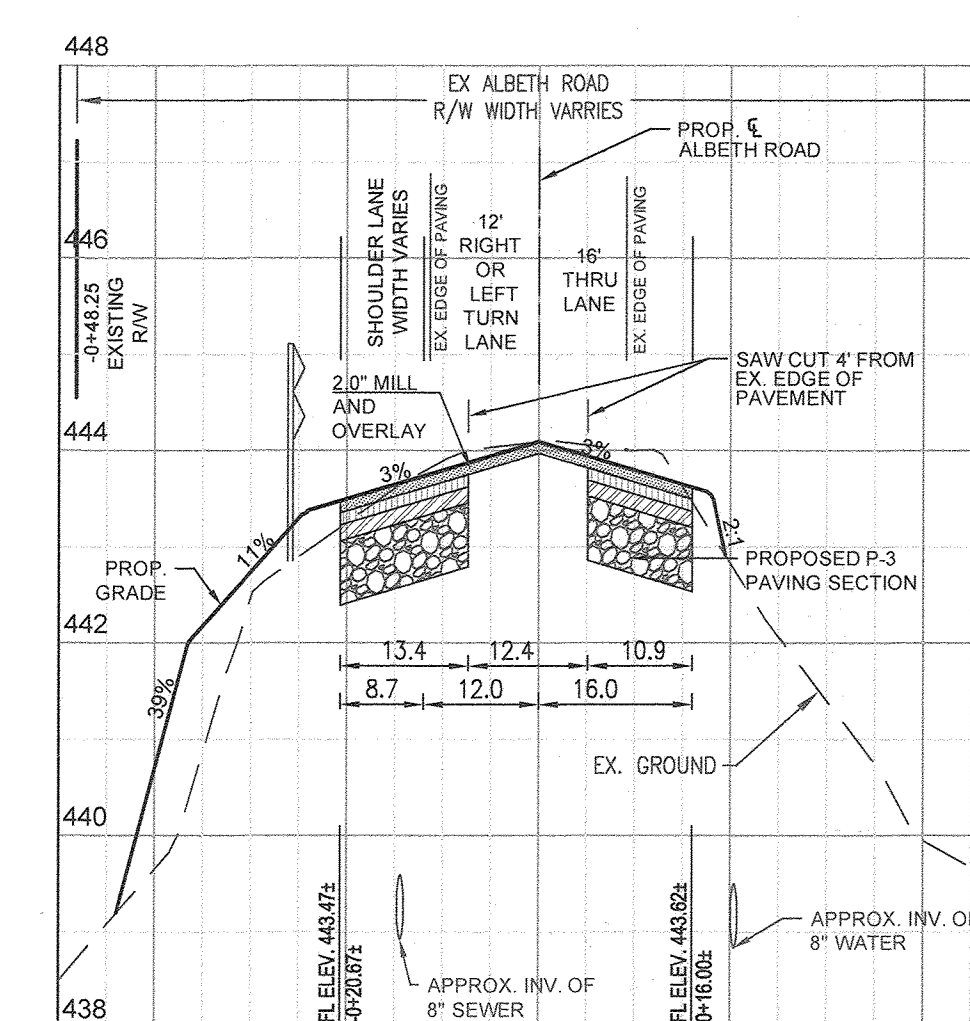 448
EX ALBETH ROAD
R/W WIDTH VARRIES
PROP. ℄
ALBETH ROAD
446
-0+48.25
EXISTING
R/W
SHOULDER LANE
WIDTH VARIES
EX. EDGE OF PAVING
12'
RIGHT
OR
LEFT
TURN
LANE
16'
THRU
LANE
EX. EDGE OF PAVING
SAW CUT 4' FROM
EX. EDGE OF
PAVEMENT
2.0" MILL
AND
OVERLAY
444
3%
3%
11%
2:1
PROP.
GRADE
PROPOSED P-3
PAVING SECTION
442
13.4
12.4
10.9
8.7
12.0
16.0
39%
EX. GROUND
440
FL ELEV. 443.47±
-0+20.67±
FL ELEV. 443.62±
0+16.00±
APPROX. INV. OF
8" SEWER
APPROX. INV. O
8" WATER
438